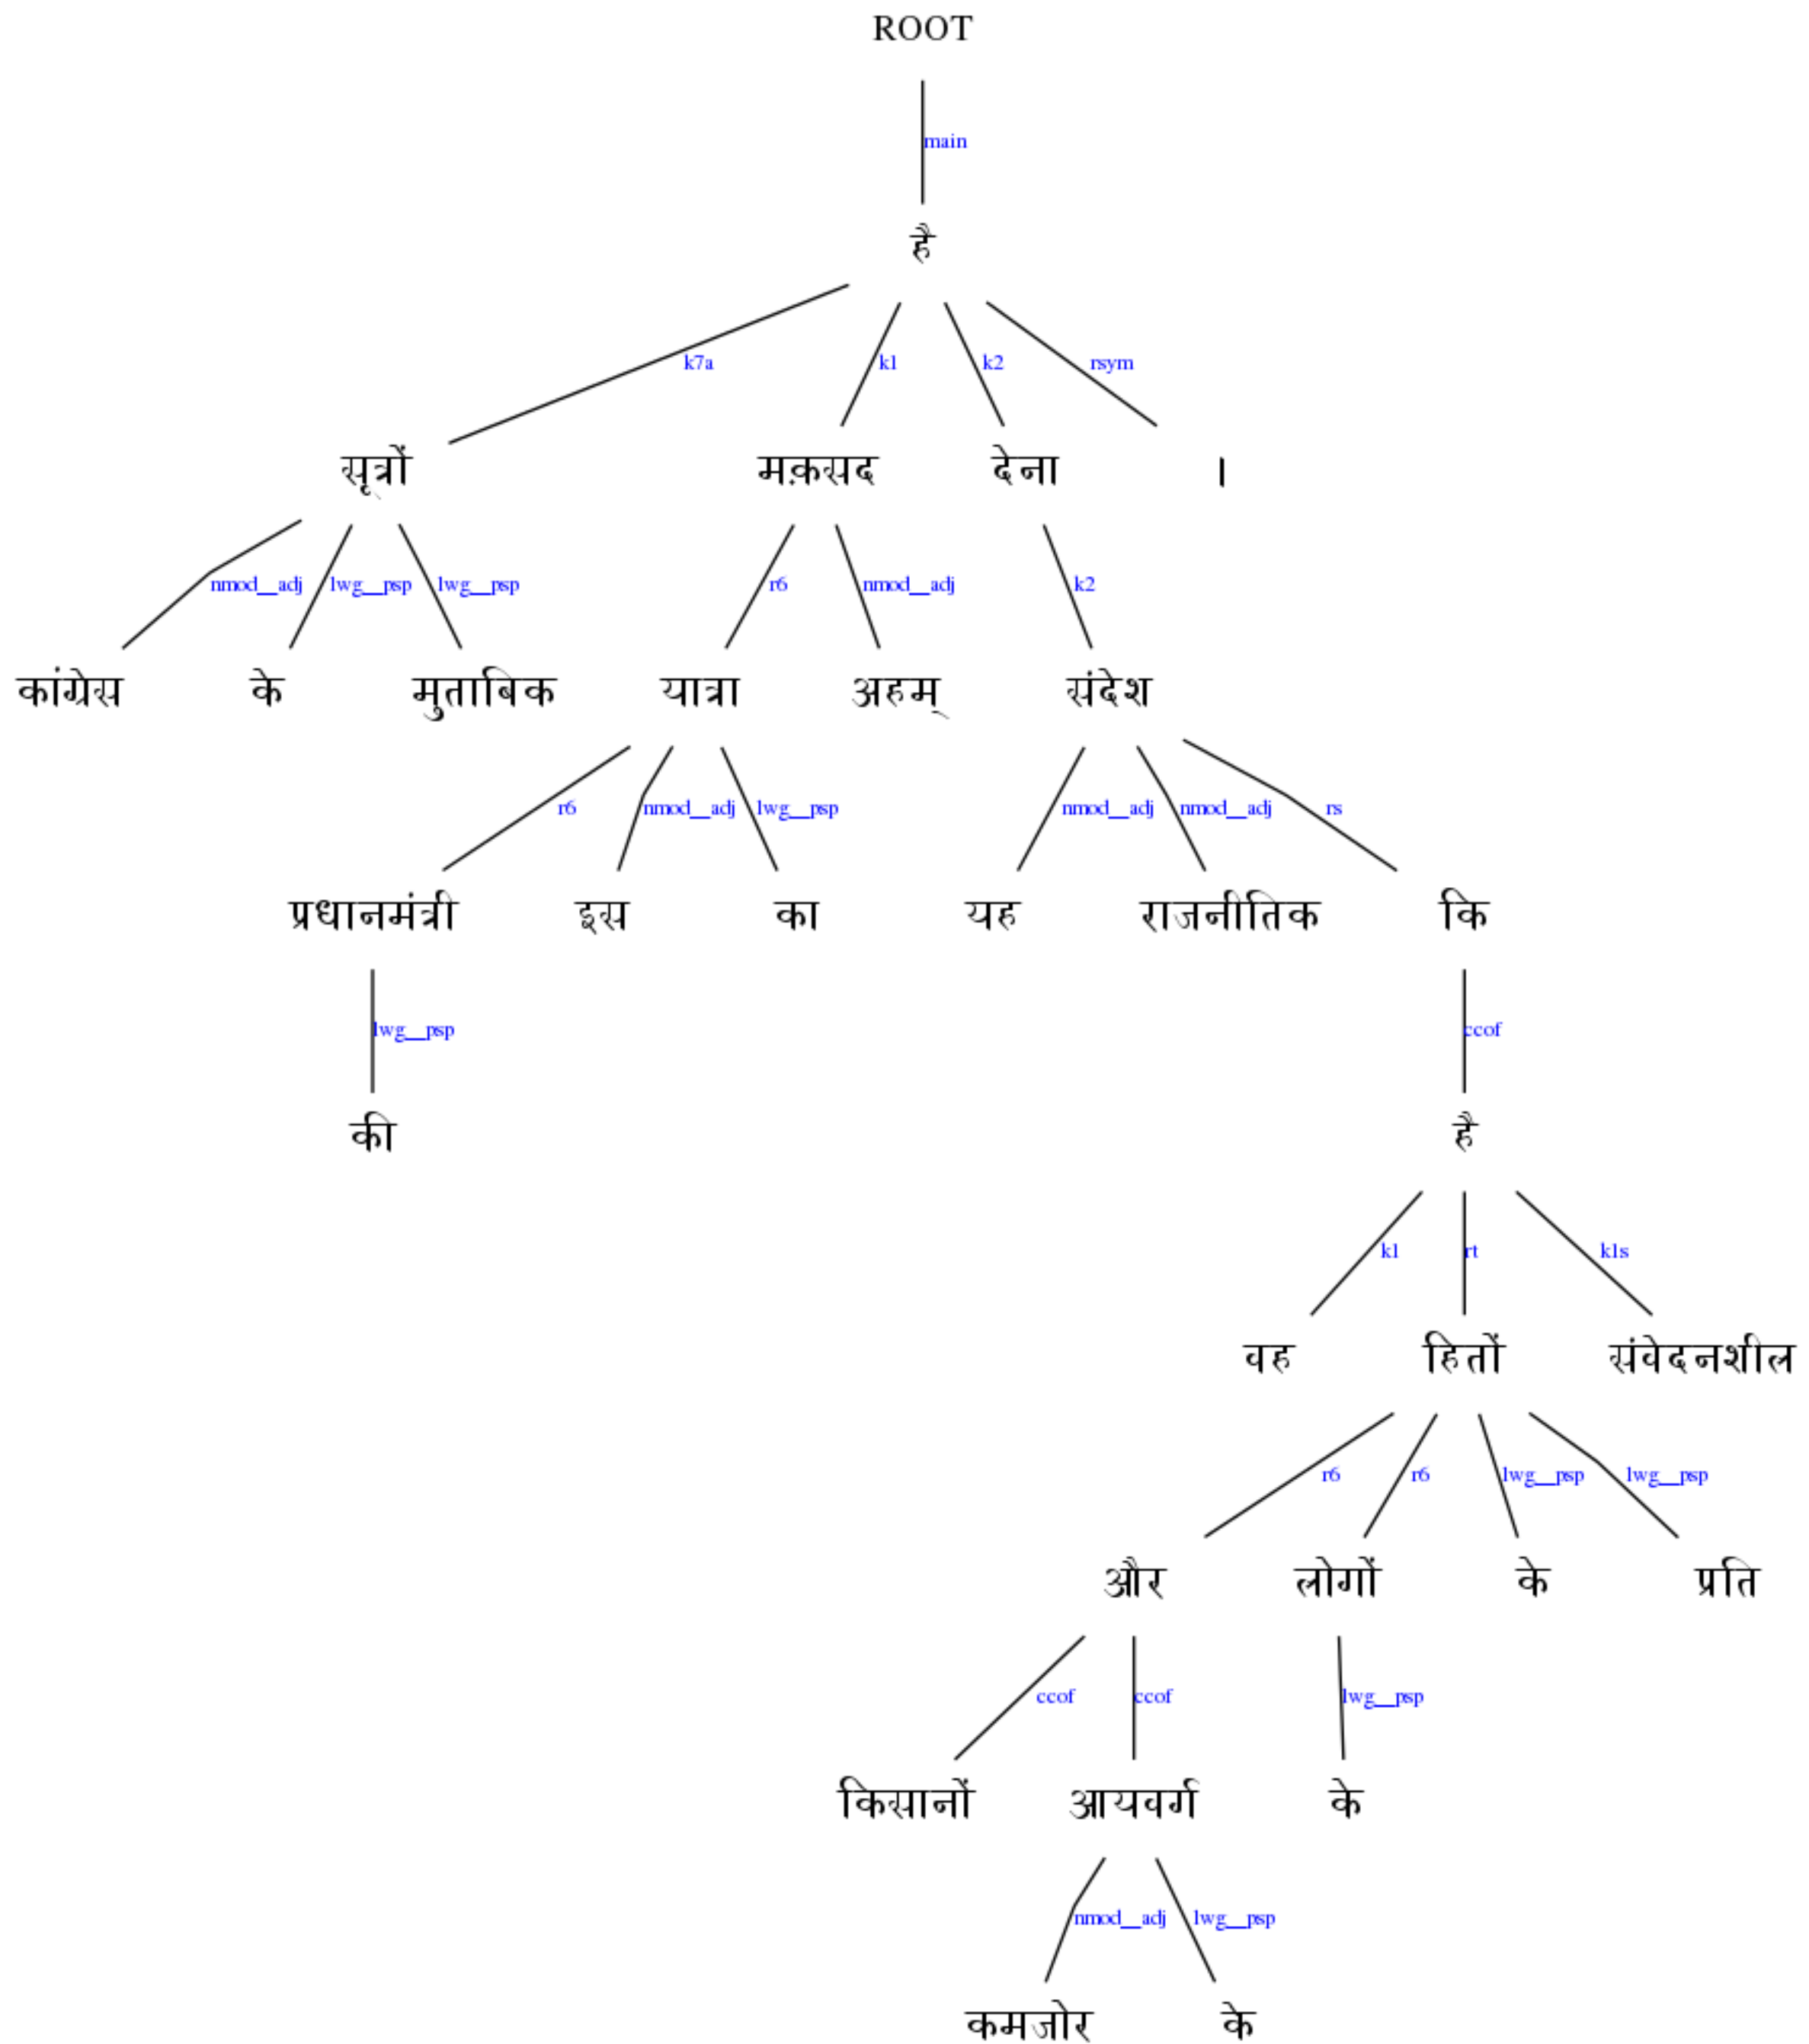 ROOT
main
है
k7a k1 k2 rsym
सूत्रों मक़सद देना ।
nmod__adj lwg__psp lwg__psp r6 nmod__adj k2
कांग्रेस के मुताबिक यात्रा अहम् संदेश
r6 nmod__adj lwg__psp nmod__adj nmod__adj rs
प्रधानमंत्री इस का यह राजनीतिक कि
lwg__psp ccof
की है
k1 rt k1s
वह हितों संवेदनशील
r6 r6 lwg__psp lwg__psp
और लोगों के प्रति
ccof ccof lwg__psp
किसानों आयवर्ग के
nmod__adj lwg__psp
कमजोर के